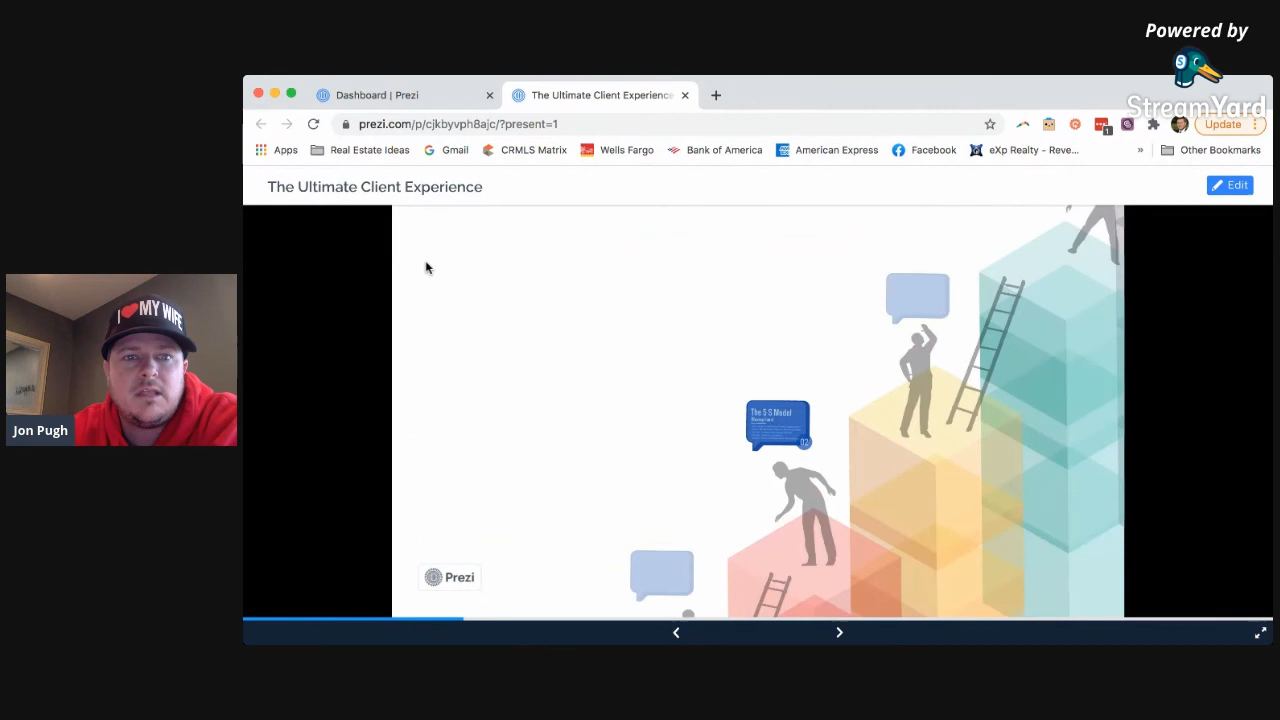 Powered by
StreamYard
Dashboard | Prezi
The Ultimate Client Experience
prezi.com/p/cjkbyvph8ajc/?present=1
Update
Apps
Real Estate Ideas
Gmail
CRMLS Matrix
Wells Fargo
Bank of America
American Express
Facebook
eXp Realty - Reve...
»
Other Bookmarks
The Ultimate Client Experience
Edit
I ❤ MY WIFE
The 5 S Model
02
Jon Pugh
Prezi